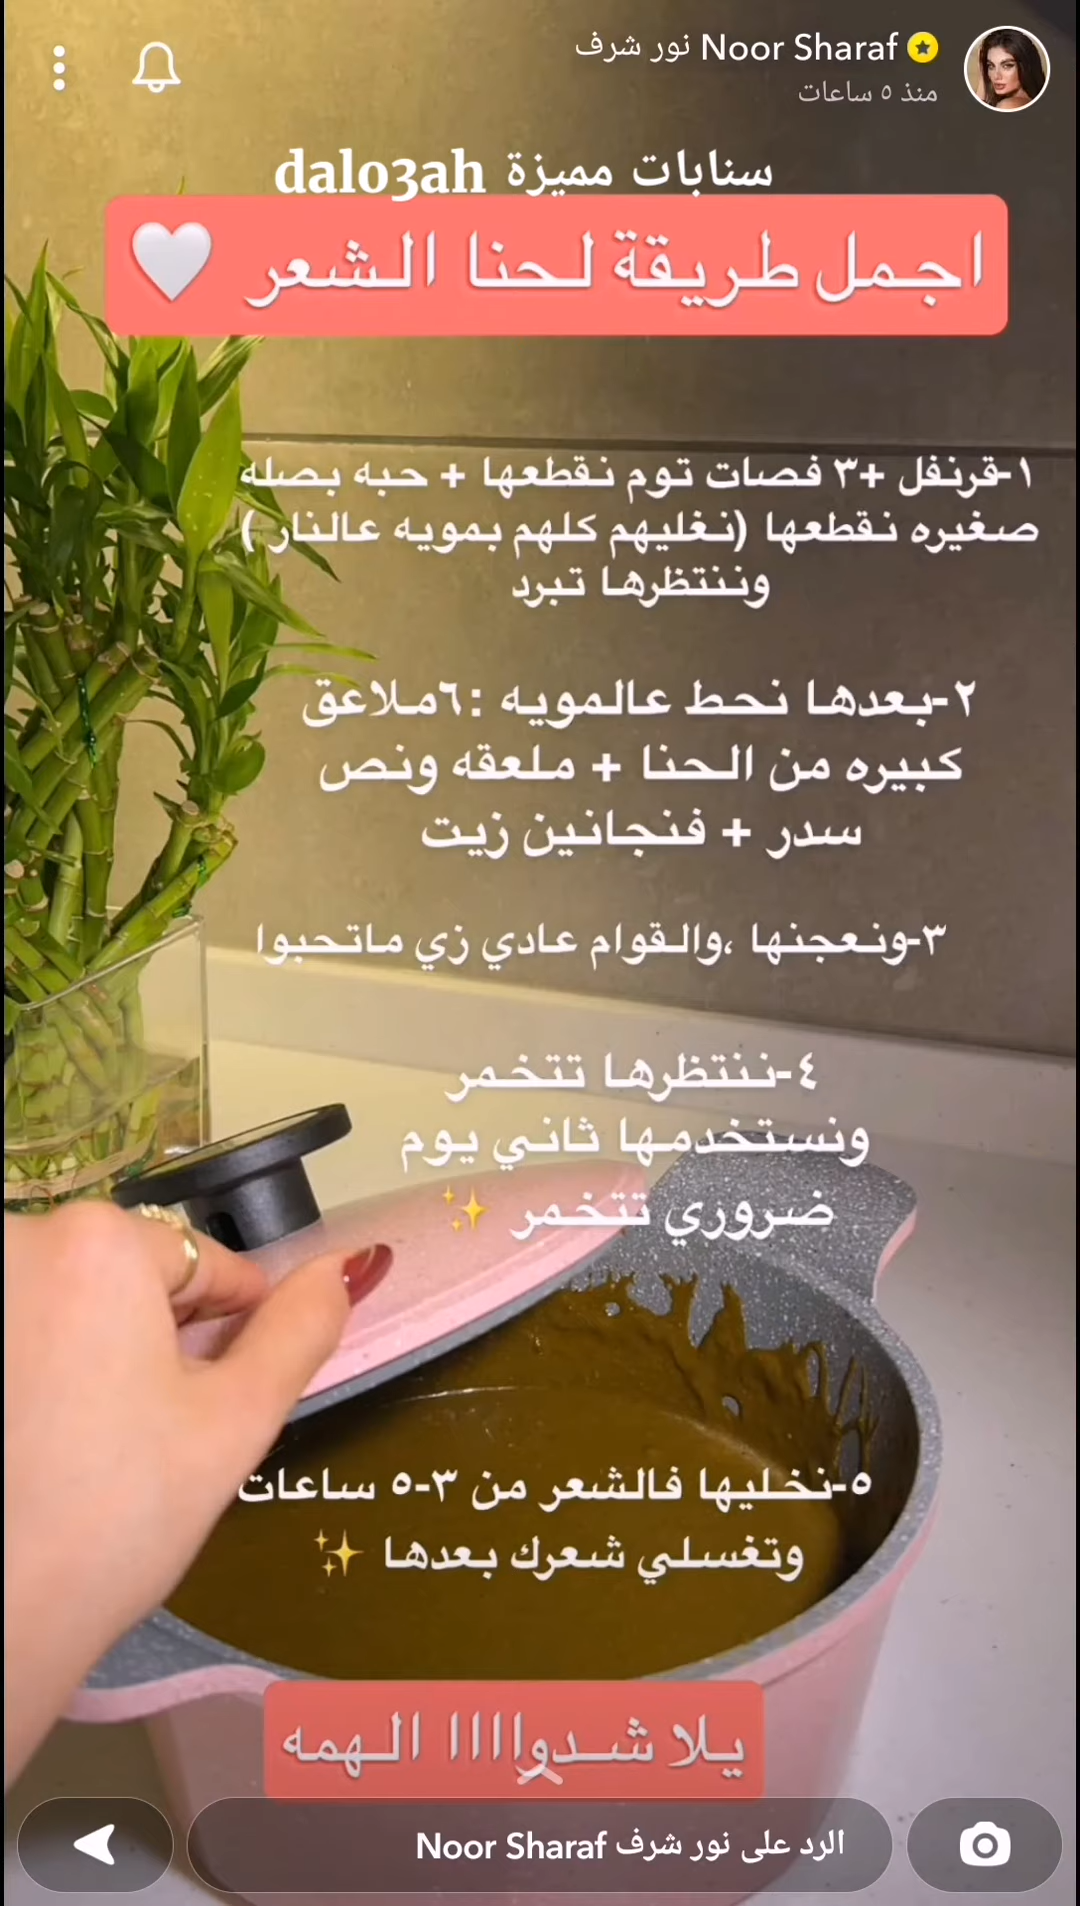 Noor Sharaf نور شرف
منذ ٥ ساعات
سنابات مميزة dalo3ah
اجمل طريقة لحنا الشعر 🤍
١-قرنفل +٣ فصات توم نقطعها + حبه بصله
صغيره نقطعها (نغليهم كلهم بمويه عالنار )
وننتظرها تبرد
٢-بعدها نحط عالمويه :٦ملاعق
كبيره من الحنا + ملعقه ونص
سدر + فنجانين زيت
٣-ونعجنها ،والقوام عادي زي ماتحبوا
٤-ننتظرها تتخمر
ونستخدمها ثاني يوم
ضروري تتخمر ✨
٥-نخليها فالشعر من ٣-٥ ساعات
وتغسلي شعرك بعدها ✨
يلا شدواااا الهمه
الرد على نور شرف Noor Sharaf